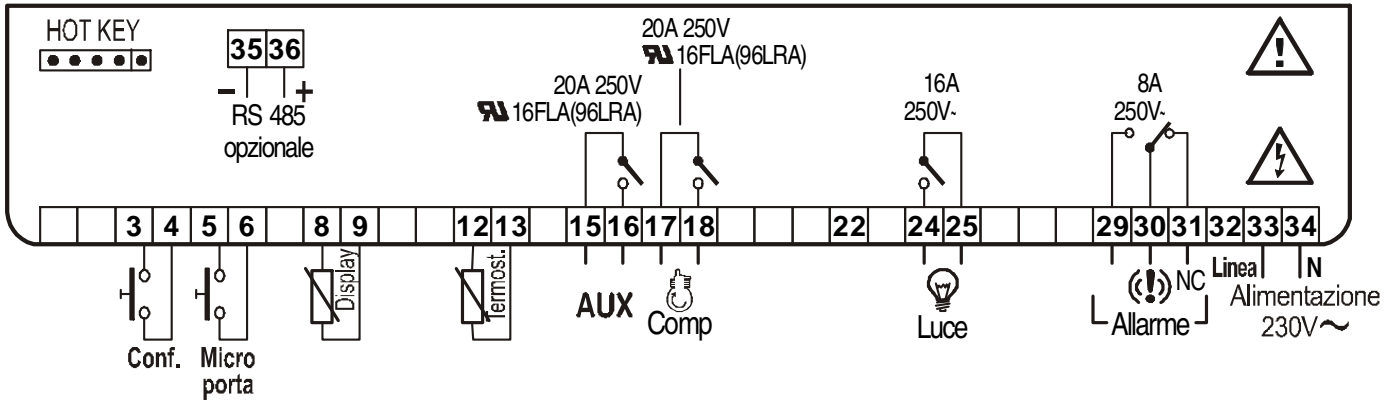 HOT KEY
35 36
- +
RS 485
opzionale
20A 250V
16FLA(96LRA)
20A 250V
16FLA(96LRA)
16A
250V~
8A
250V~
3 4 5 6 8 9 12 13 15 16 17 18 22 24 25 29 30 31 32 33 34
Display
Termost.
Conf.
Micro
porta
AUX
Comp
Luce
NC
Allarme
Linea N
Alimentazione
230V~